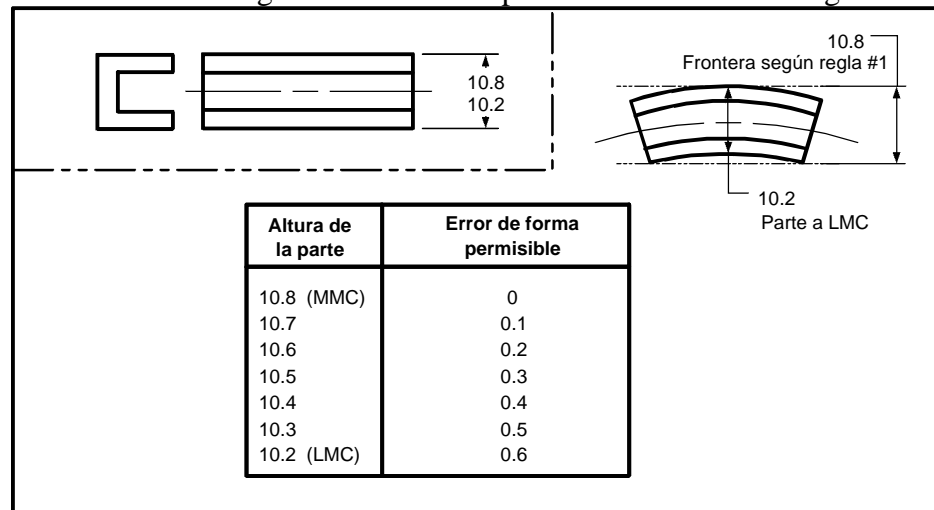 10.8
10.2
10.8
Frontera según regla #1
10.2
Parte a LMC
Altura de
la parte
Error de forma
permisible
10.8 (MMC) 0
10.7 0.1
10.6 0.2
10.5 0.3
10.4 0.4
10.3 0.5
10.2 (LMC) 0.6